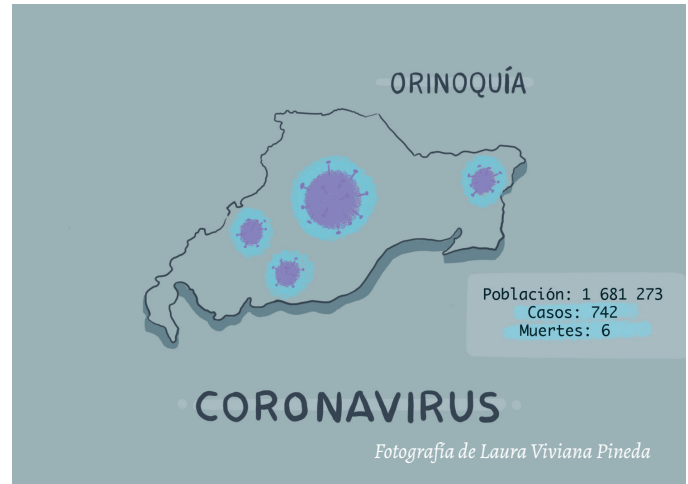 ORINOQUÍA
Población: 1 681 273
Casos: 742
Muertes: 6
CORONAVIRUS
Fotografía de Laura Viviana Pineda